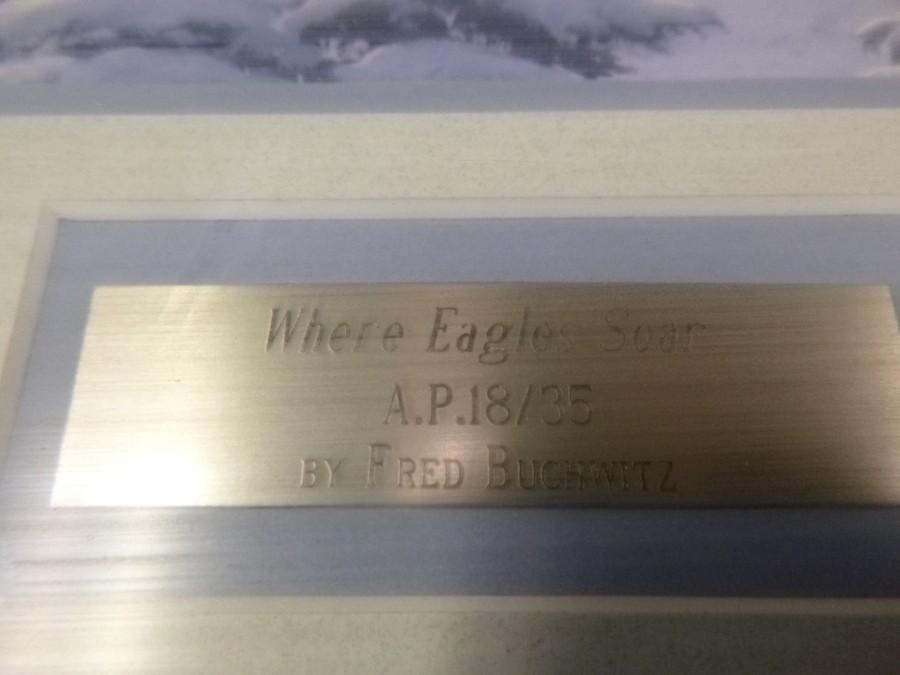 Where Eagles Soar
A.P.18/35
BY FRED BUCHWITZ